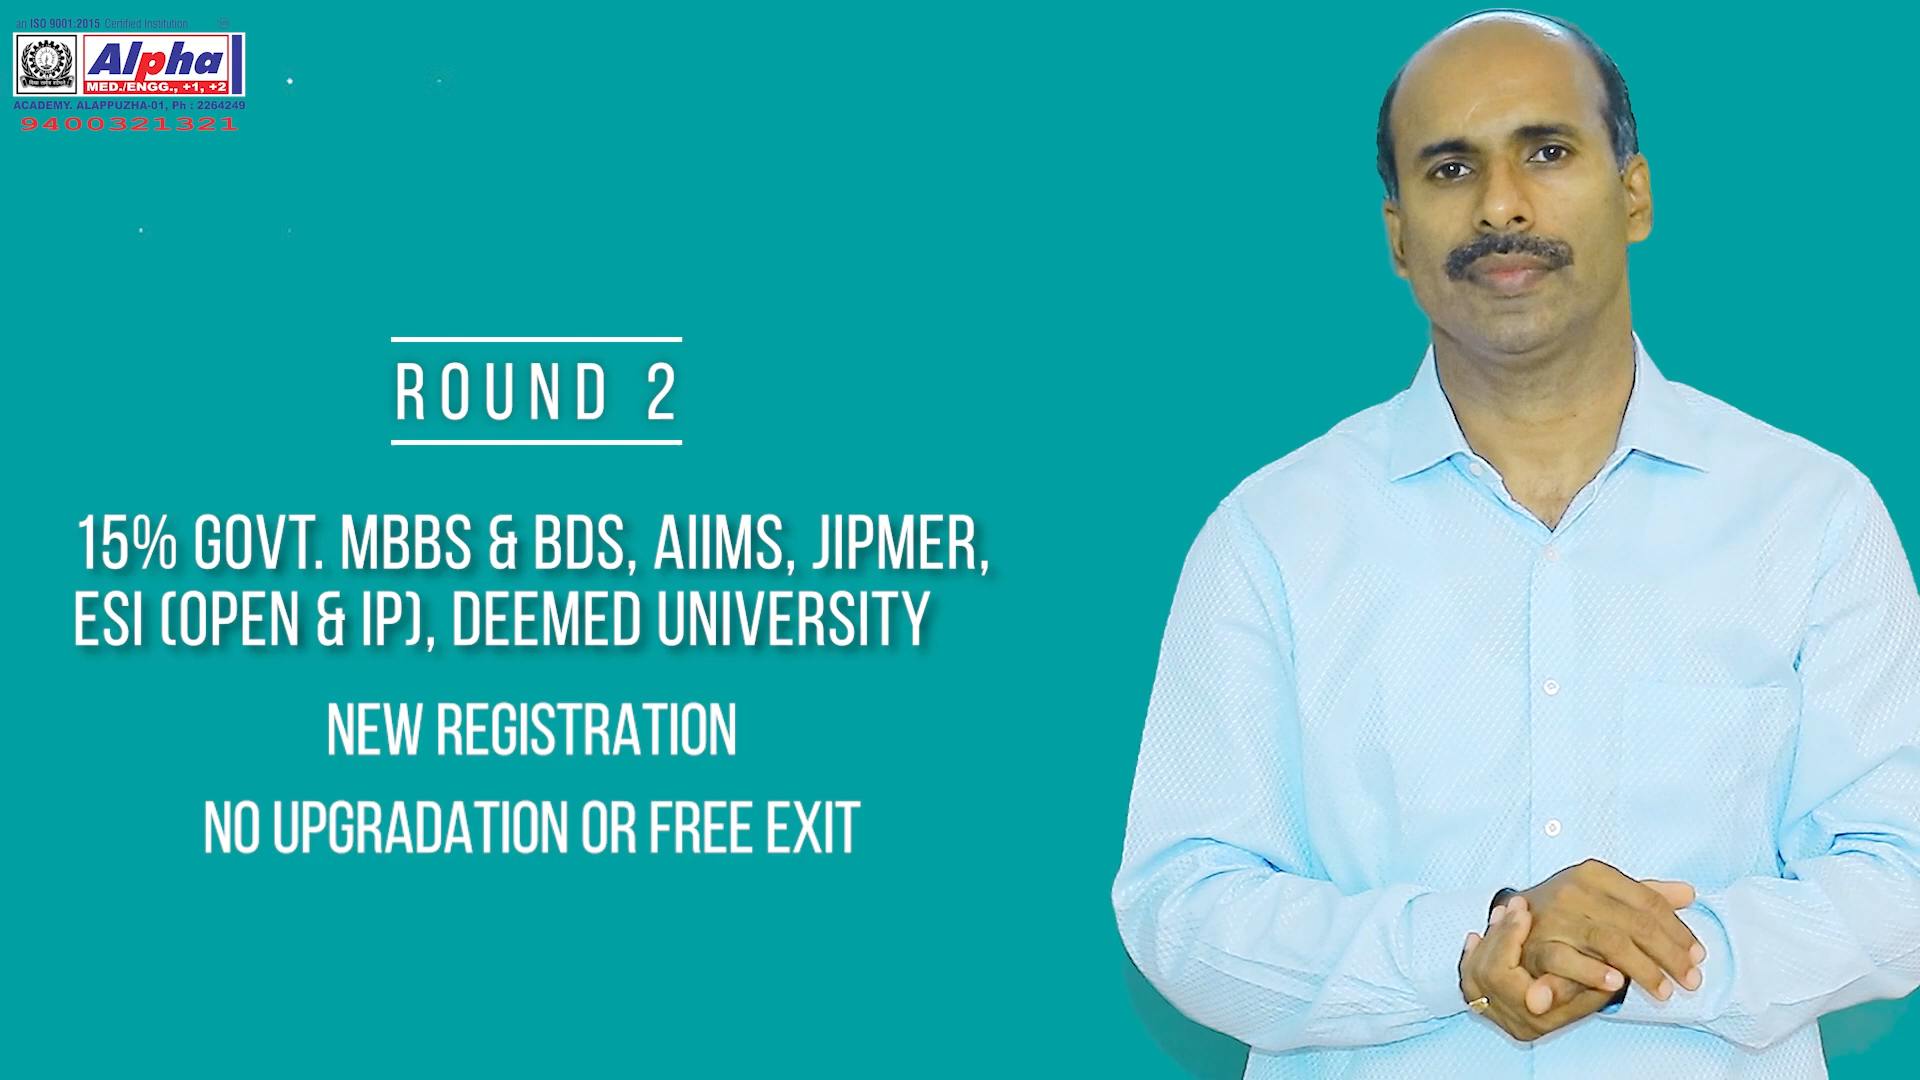 an ISO 9001:2015 Certified Institution
Alpha
MED./ENGG., +1, +2
ACADEMY. ALAPPUZHA-01, Ph : 2264249
9400321321
ROUND 2
15% GOVT. MBBS & BDS, AIIMS, JIPMER,
ESI (OPEN & IP), DEEMED UNIVERSITY
NEW REGISTRATION
NO UPGRADATION OR FREE EXIT